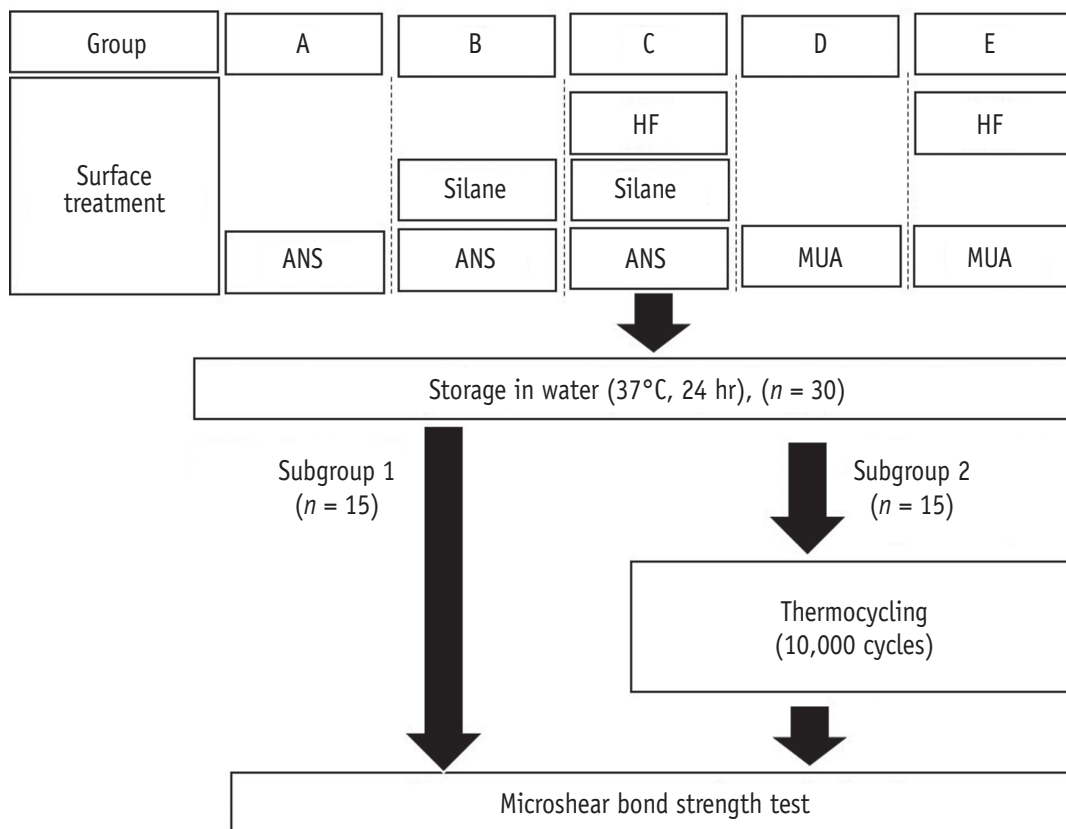 Group
A
B
C
D
E
Surface
treatment
HF
HF
Silane
Silane
ANS
ANS
ANS
MUA
MUA
Storage in water (37°C, 24 hr), (n = 30)
Subgroup 1
(n = 15)
Subgroup 2
(n = 15)
Thermocycling
(10,000 cycles)
Microshear bond strength test